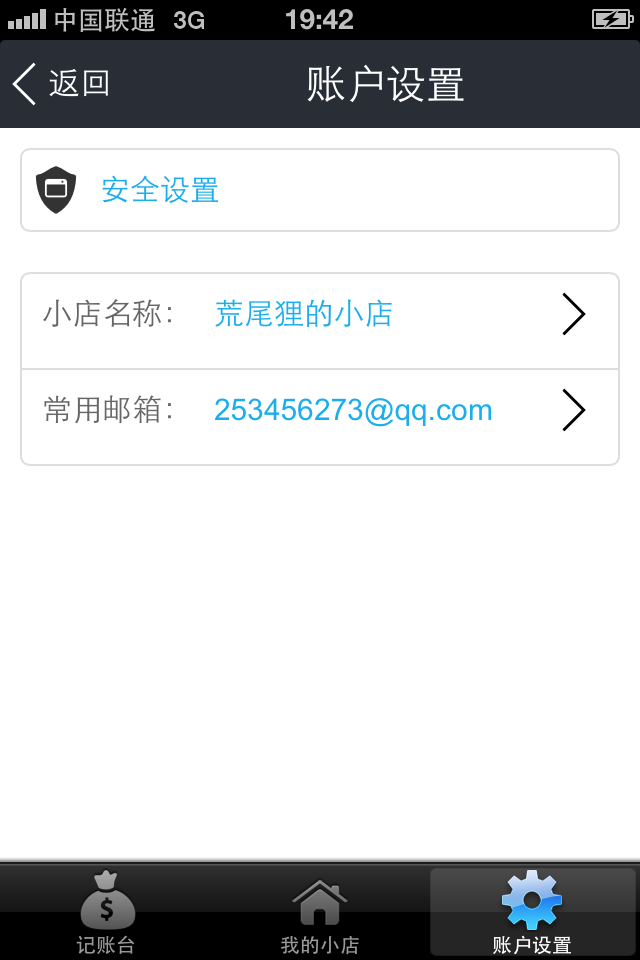 中国联通 3G 19:42
返回 账户设置
安全设置
小店名称： 荒尾狸的小店
常用邮箱： 253456273@qq.com
$
记账台 我的小店 账户设置